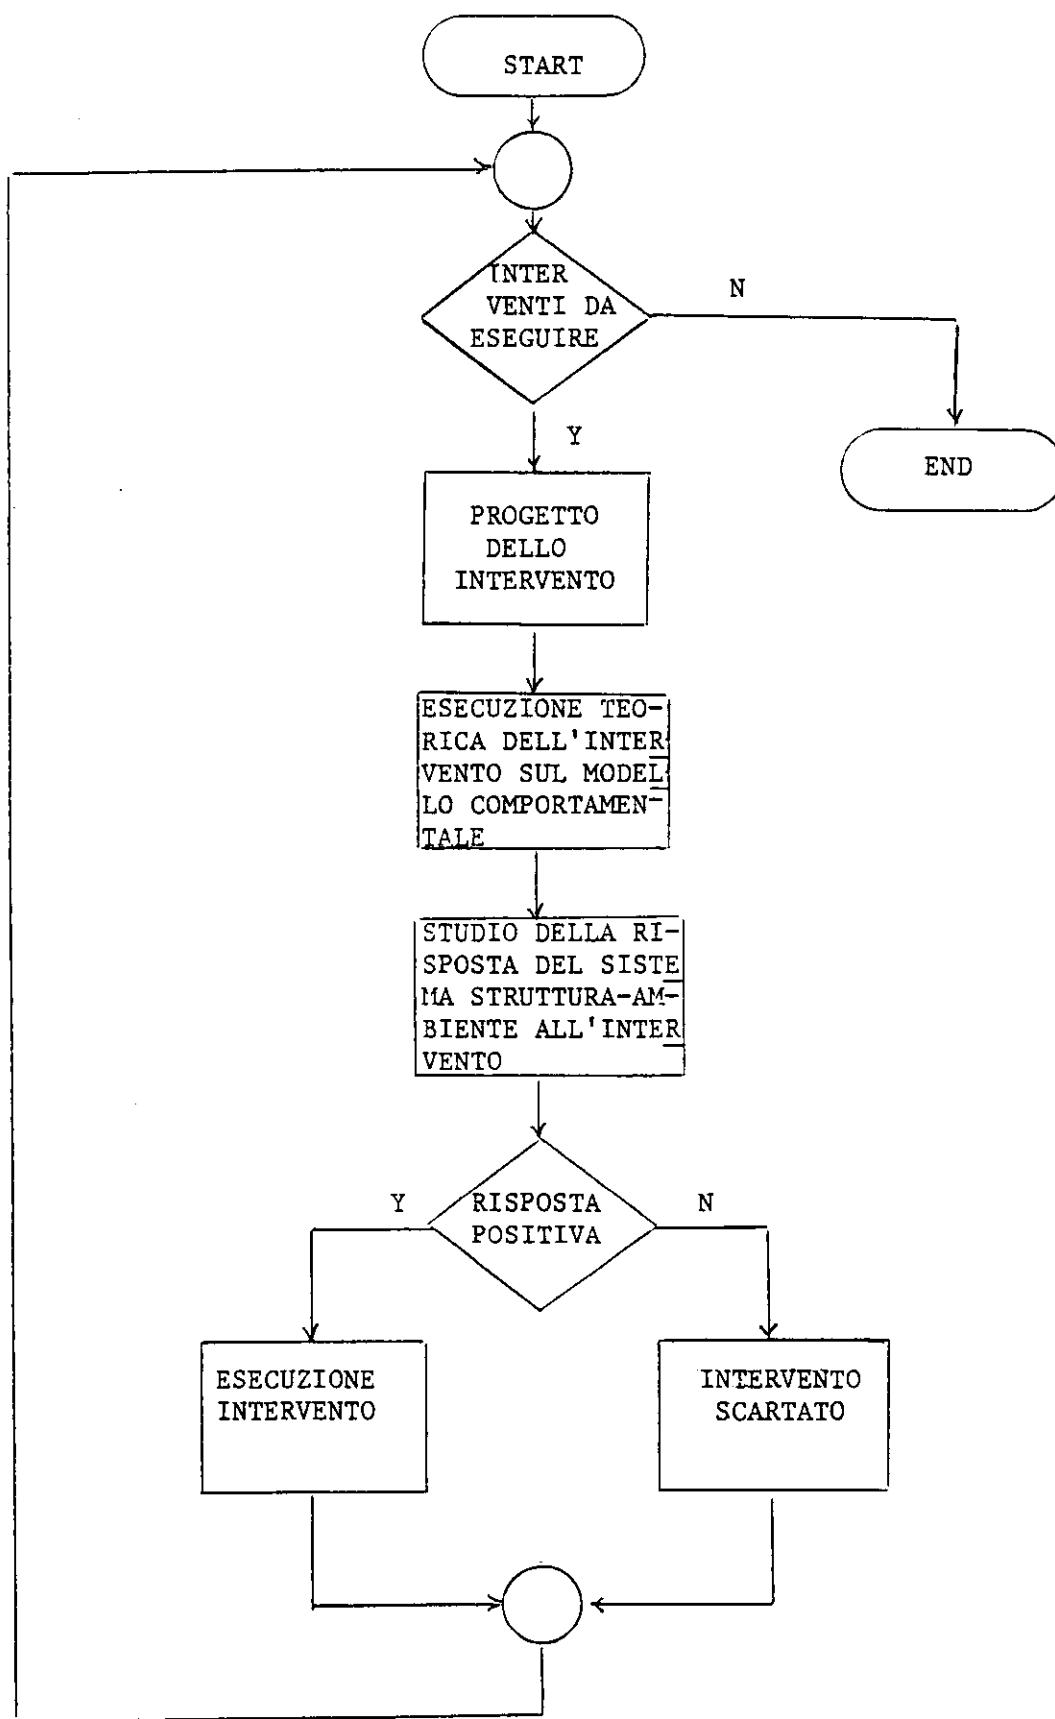 START
INTER
VENTI DA
ESEGUIRE
N
Y
END
PROGETTO
DELLO
INTERVENTO
ESECUZIONE TEO-
RICA DELL'INTER
VENTO SUL MODEL
LO COMPORTAMEN-
TALE
STUDIO DELLA RI-
SPOSTA DEL SISTE
MA STRUTTURA-AM-
BIENTE ALL'INTER
VENTO
Y
RISPOSTA
POSITIVA
N
ESECUZIONE
INTERVENTO
INTERVENTO
SCARTATO